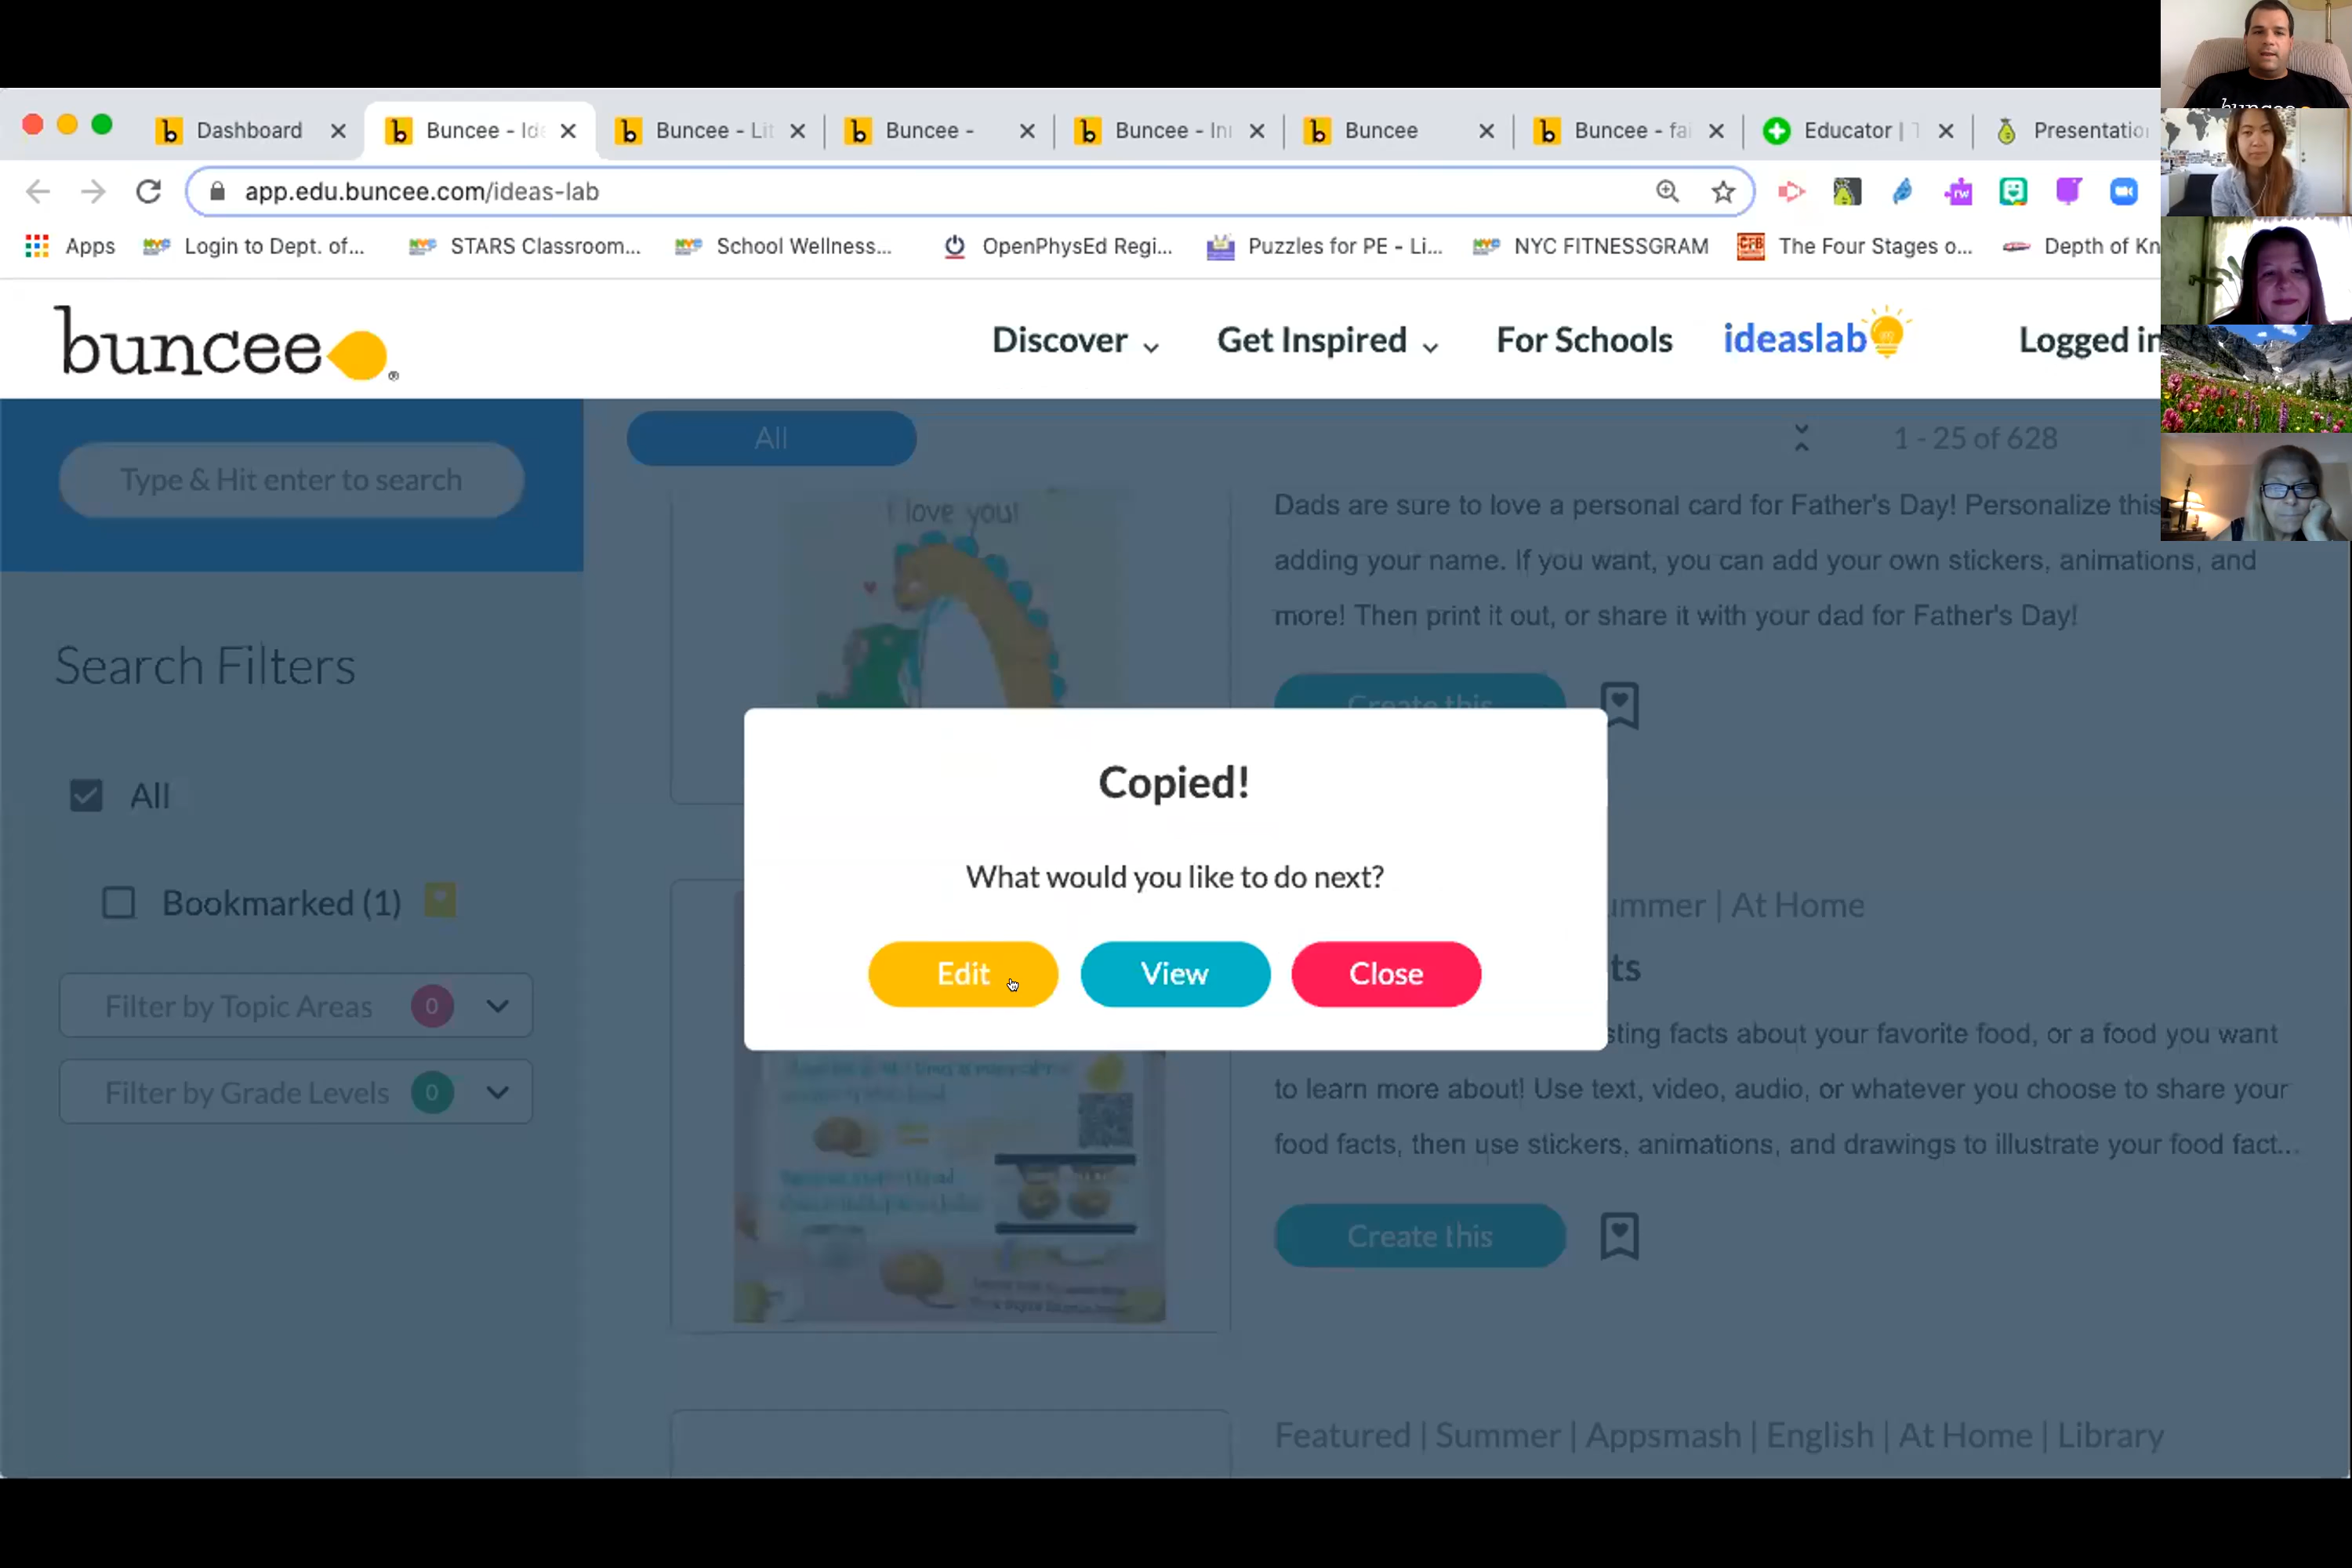 Dashboard
Buncee - Ide
Buncee - Lit
Buncee -
Buncee - Inn
Buncee
Buncee - fa
Educator | T
Presentation
app.edu.buncee.com/ideas-lab
Apps
Login to Dept. of...
STARS Classroom...
School Wellness...
OpenPhysEd Regi...
Puzzles for PE - Li...
NYC FITNESSGRAM
The Four Stages o...
Depth of Kn
buncee®
Discover
Get Inspired
For Schools
ideaslab
Logged in
buncee
Type & Hit enter to search
All
1 - 25 of 628
I love you!
Dads are sure to love a personal card for Father's Day! Personalize this
adding your name. If you want, you can add your own stickers, animations, and
more! Then print it out, or share it with your dad for Father's Day!
Create this
Search Filters
All
Bookmarked (1)
Filter by Topic Areas 0
Filter by Grade Levels 0
Copied!
What would you like to do next?
Edit
View
Close
ummer | At Home
ts
sting facts about your favorite food, or a food you want
to learn more about! Use text, video, audio, or whatever you choose to share your
food facts, then use stickers, animations, and drawings to illustrate your food fact...
Create this
Featured | Summer | Appsmash | English | At Home | Library